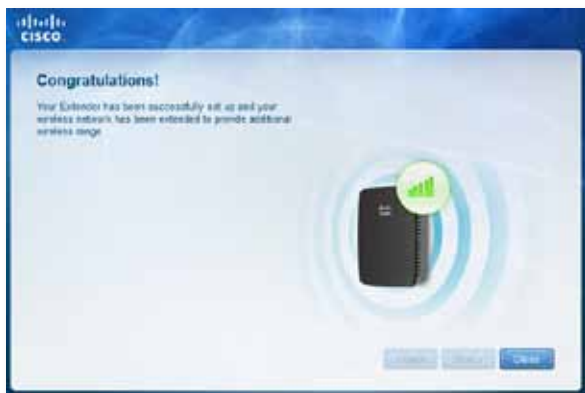 CISCO
Congratulations!
Your Extender has been successfully set up and your
wireless network has been extended to provide additional
wireless range
Close